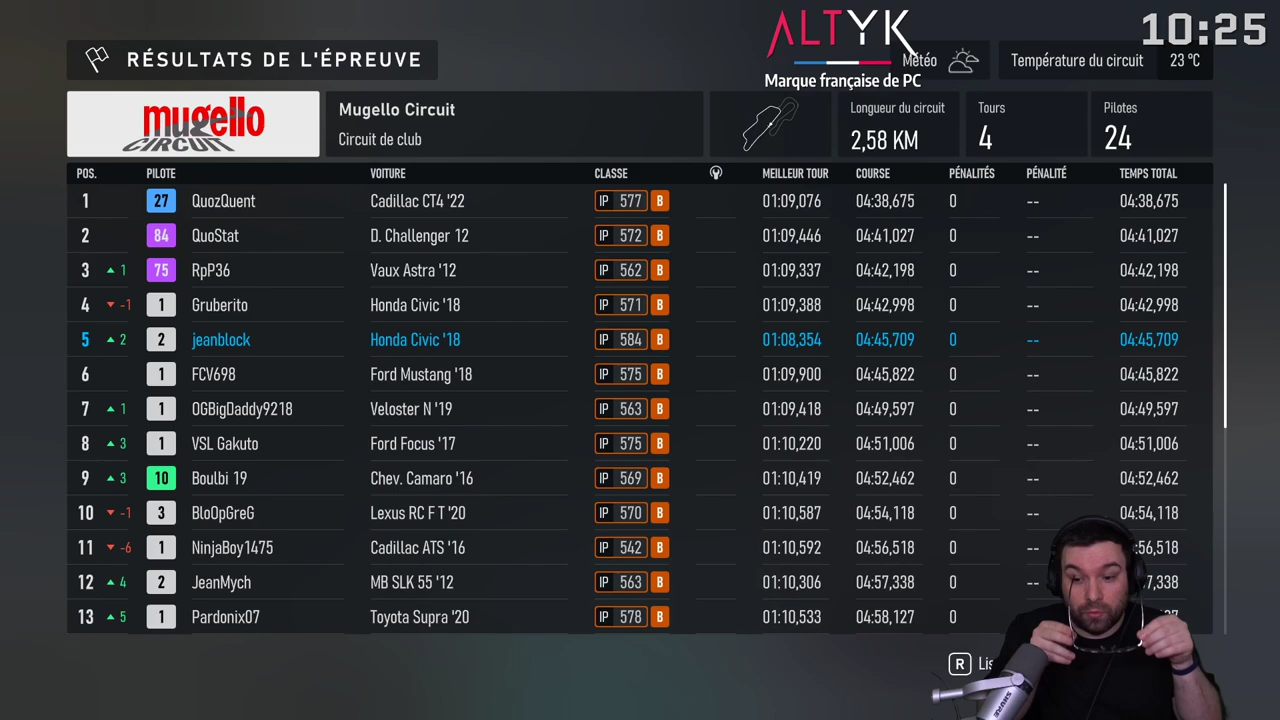 ALTYK
Marque française de PC
10:25
RÉSULTATS DE L'ÉPREUVE
Météo
Température du circuit 23 °C
mugello
CIRCUIT
Mugello Circuit
Circuit de club
Longueur du circuit
2,58 KM
Tours
4
Pilotes
24
POS. PILOTE VOITURE CLASSE MEILLEUR TOUR COURSE PÉNALITÉS PÉNALITÉ TEMPS TOTAL
1 27 QuozQuent Cadillac CT4 '22 IP 577 B 01:09,076 04:38,675 0 -- 04:38,675
2 84 QuoStat D. Challenger 12 IP 572 B 01:09,446 04:41,027 0 -- 04:41,027
3 1 75 RpP36 Vaux Astra '12 IP 562 B 01:09,337 04:42,198 0 -- 04:42,198
4 -1 1 Gruberito Honda Civic '18 IP 571 B 01:09,388 04:42,998 0 -- 04:42,998
5 2 2 jeanblock Honda Civic '18 IP 584 B 01:08,354 04:45,709 0 -- 04:45,709
6 1 FCV698 Ford Mustang '18 IP 575 B 01:09,900 04:45,822 0 -- 04:45,822
7 1 1 OGBigDaddy9218 Veloster N '19 IP 563 B 01:09,418 04:49,597 0 -- 04:49,597
8 3 1 VSL Gakuto Ford Focus '17 IP 575 B 01:10,220 04:51,006 0 -- 04:51,006
9 3 10 Boulbi 19 Chev. Camaro '16 IP 569 B 01:10,419 04:52,462 0 -- 04:52,462
10 -1 3 BloOpGreG Lexus RC F T '20 IP 570 B 01:10,587 04:54,118 0 -- 04:54,118
11 -6 1 NinjaBoy1475 Cadillac ATS '16 IP 542 B 01:10,592 04:56,518 0 -- 56,518
12 4 2 JeanMych MB SLK 55 '12 IP 563 B 01:10,306 04:57,338 0 -- 7,338
13 5 1 Pardonix07 Toyota Supra '20 IP 578 B 01:10,533 04:58,127 0 --
R Lis
SHURE